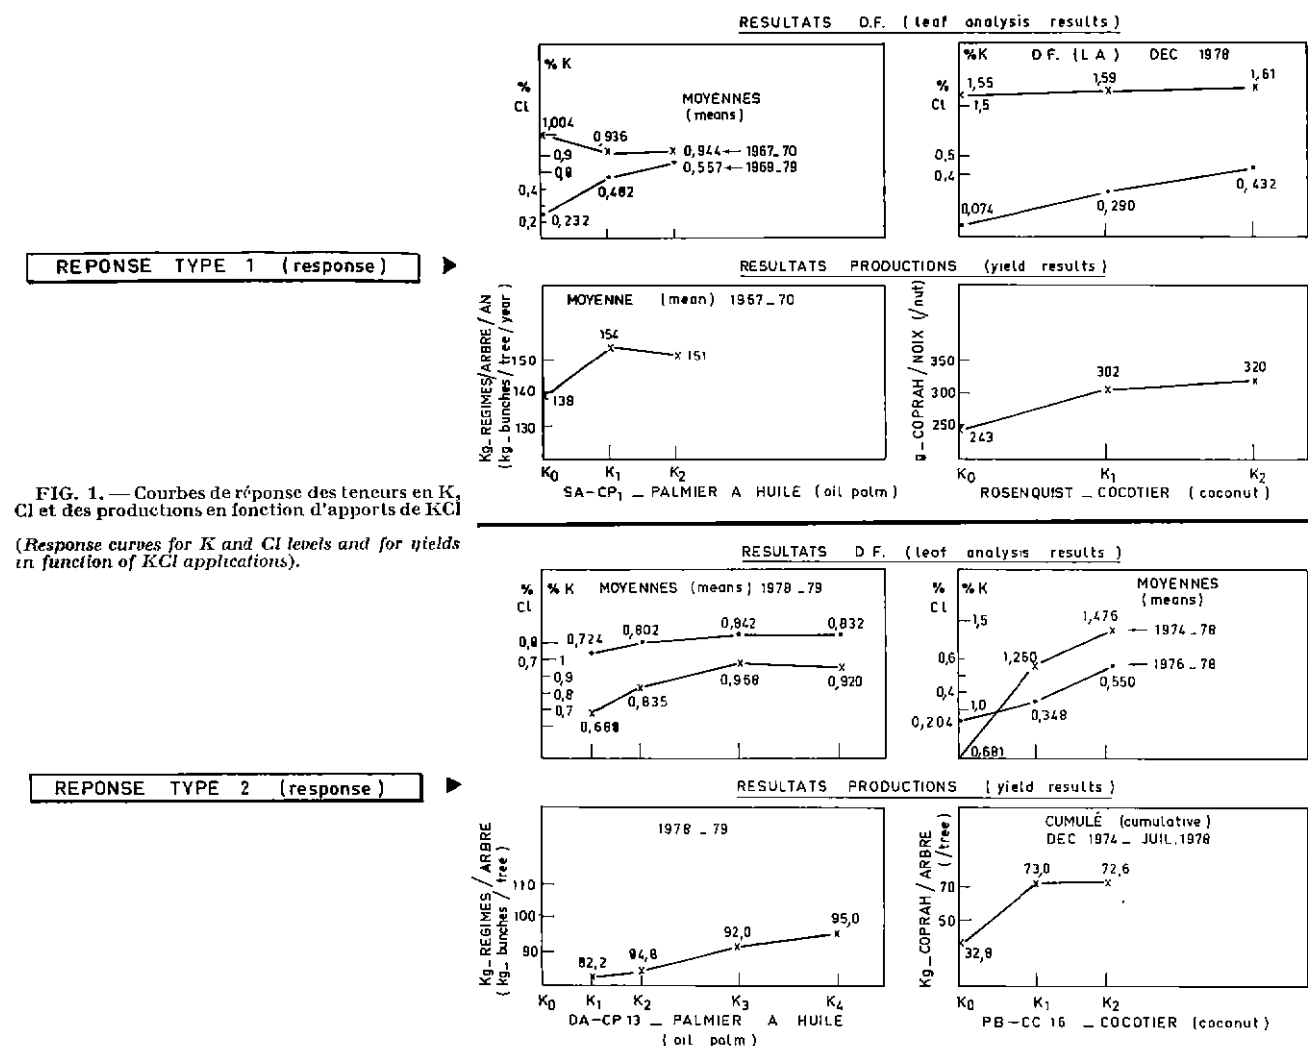 RESULTATS D.F. (leaf analysis results)
% K
%
Cl
1,004
0,936
0,9
0,8
0,4
0,2
0,232
0,482
MOYENNES
(means)
0,944 ← 1967_70
0,557 ← 1969_79
%K D F. (L A) DEC 1978
%
Cl
1,55
1,5
1,59
1,61
0,5
0,4
0,074
0,290
0,432
REPONSE TYPE 1 (response)
RESULTATS PRODUCTIONS (yield results)
Kg_REGIMES/ARBRE/AN
(kg_bunches/tree/year)
MOYENNE (mean) 1967_70
150
140
130
138
154
151
K0 K1 K2
SA-CP1 _ PALMIER A HUILE (oil palm)
g_COPRAH/NOIX (/nut)
350
300
250
243
302
320
K0 K1 K2
ROSENQUIST _ COCOTIER (coconut)
FIG. 1. — Courbes de réponse des teneurs en K,
Cl et des productions en fonction d'apports de KCl
(Response curves for K and Cl levels and for yields
in function of KCl applications).
RESULTATS D F. (leaf analysis results)
% % K MOYENNES (means) 1978_79
Cl
0,8
0,7
1
0,9
0,8
0,7
0,724
0,802
0,842
0,832
0,688
0,835
0,968
0,920
% % K
Cl
MOYENNES
(means)
1,5
0,6
0,4
1,0
0,204
0,681
1,260
1,476
0,348
0,550
← 1974_78
← 1976_78
REPONSE TYPE 2 (response)
RESULTATS PRODUCTIONS (yield results)
Kg_REGIMES / ARBRE
(kg_bunches / tree)
1978_79
110
100
90
82,2
84,8
92,0
95,0
K0 K1 K2 K3 K4
DA-CP 13 _ PALMIER A HUILE
(oil palm)
Kg_COPRAH/ARBRE
(/tree)
CUMULÉ (cumulative)
DEC 1974_ JUIL.1978
70
50
32,8
73,0
72,6
K0 K1 K2
PB-CC 16 _ COCOTIER (coconut)